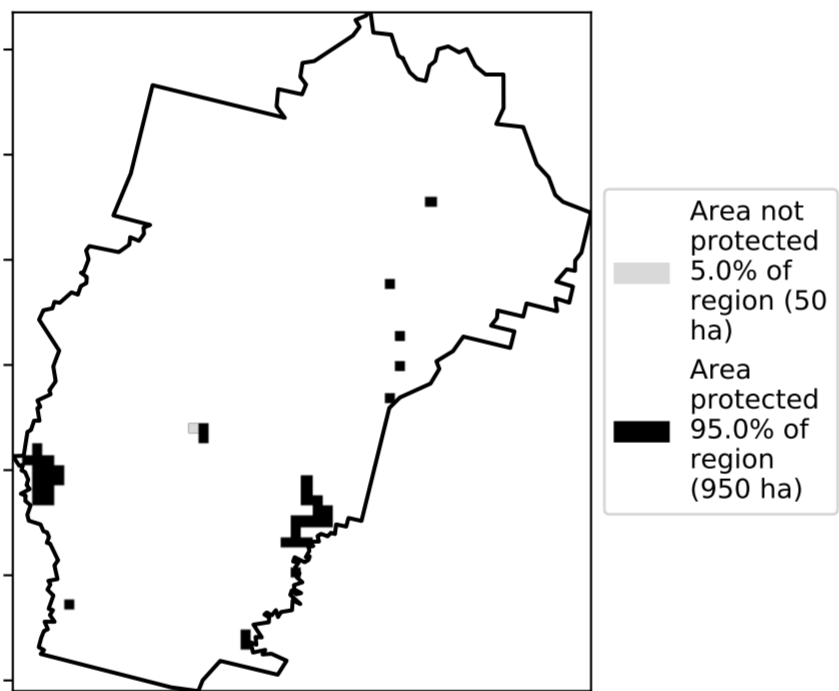 Area not
protected
5.0% of
region (50
ha)
Area
protected
95.0% of
region
(950 ha)